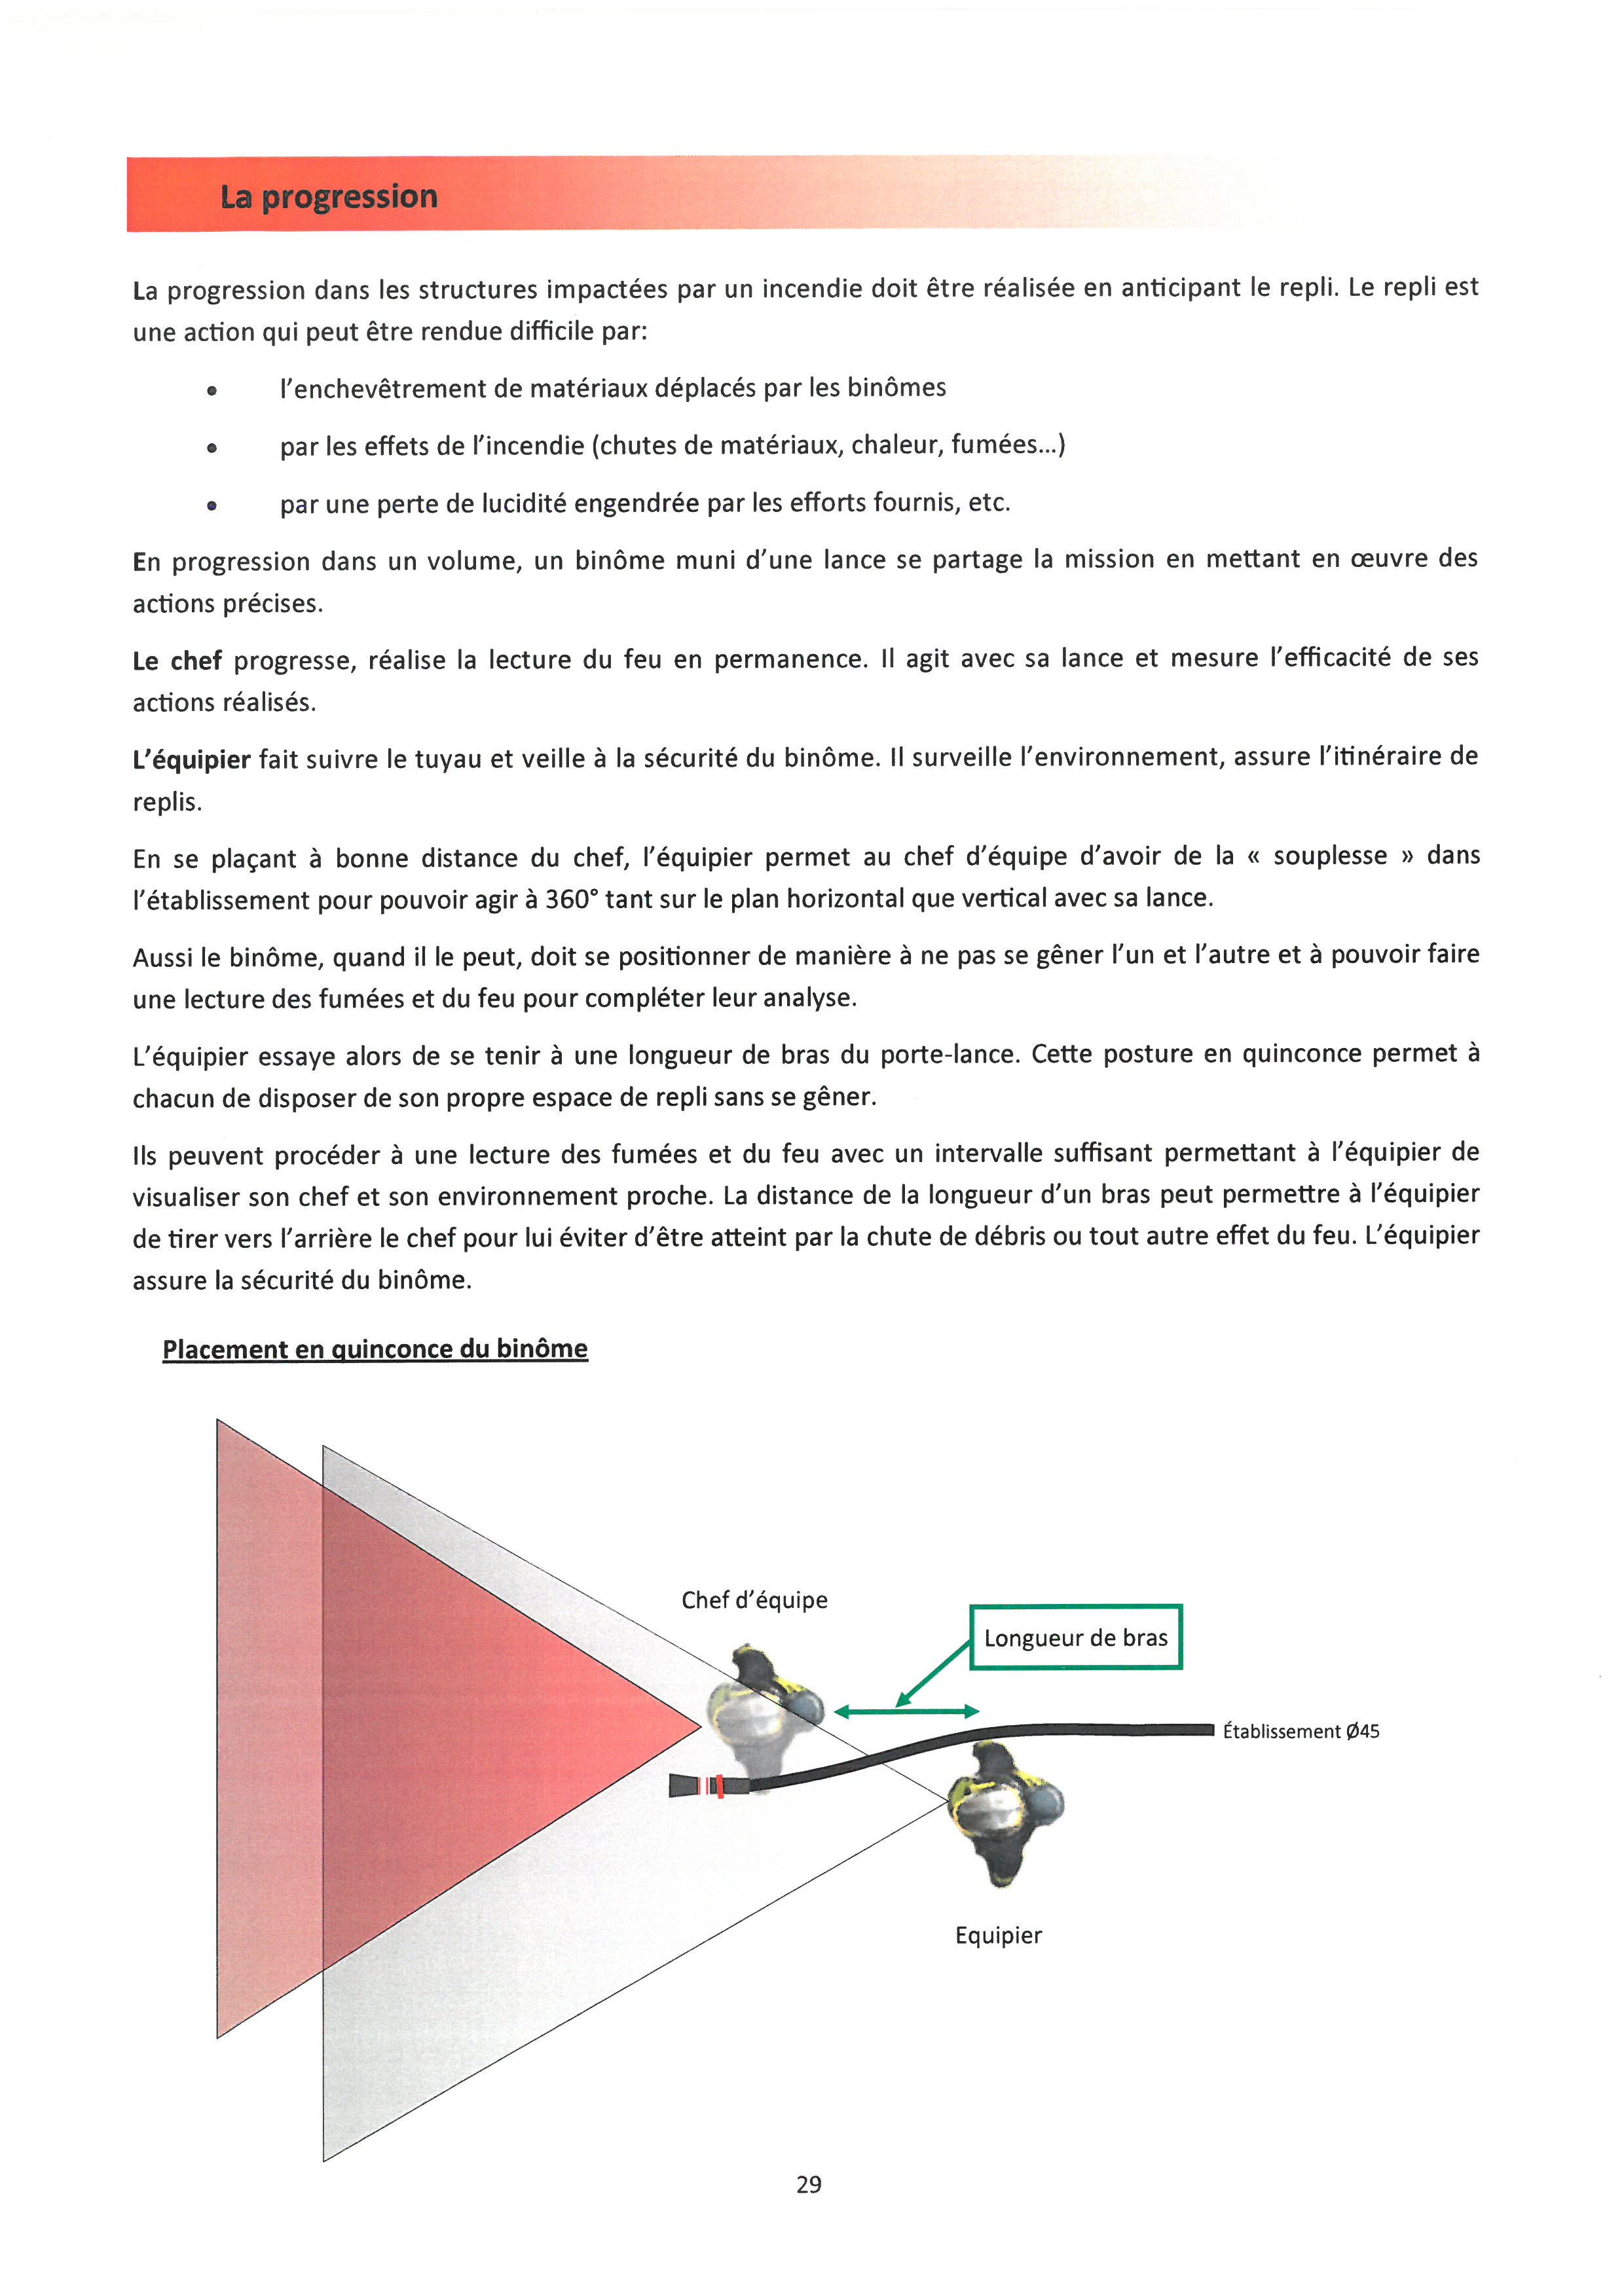 La progression
La progression dans les structures impactées par un incendie doit être réalisée en anticipant le repli. Le repli est
une action qui peut être rendue difficile par:
• l’enchevêtrement de matériaux déplacés par les binômes
• par les effets de l’incendie (chutes de matériaux, chaleur, fumées...)
• par une perte de lucidité engendrée par les efforts fournis, etc.
En progression dans un volume, un binôme muni d’une lance se partage la mission en mettant en œuvre des
actions précises.
Le chef progresse, réalise la lecture du feu en permanence. Il agit avec sa lance et mesure l’efficacité de ses
actions réalisés.
L’équipier fait suivre le tuyau et veille à la sécurité du binôme. Il surveille l’environnement, assure l’itinéraire de
replis.
En se plaçant à bonne distance du chef, l’équipier permet au chef d’équipe d’avoir de la « souplesse » dans
l’établissement pour pouvoir agir à 360° tant sur le plan horizontal que vertical avec sa lance.
Aussi le binôme, quand il le peut, doit se positionner de manière à ne pas se gêner l’un et l’autre et à pouvoir faire
une lecture des fumées et du feu pour compléter leur analyse.
L’équipier essaye alors de se tenir à une longueur de bras du porte-lance. Cette posture en quinconce permet à
chacun de disposer de son propre espace de repli sans se gêner.
Ils peuvent procéder à une lecture des fumées et du feu avec un intervalle suffisant permettant à l’équipier de
visualiser son chef et son environnement proche. La distance de la longueur d’un bras peut permettre à l’équipier
de tirer vers l’arrière le chef pour lui éviter d’être atteint par la chute de débris ou tout autre effet du feu. L’équipier
assure la sécurité du binôme.
Placement en quinconce du binôme
Chef d’équipe
Longueur de bras
Établissement Ø45
Equipier
29